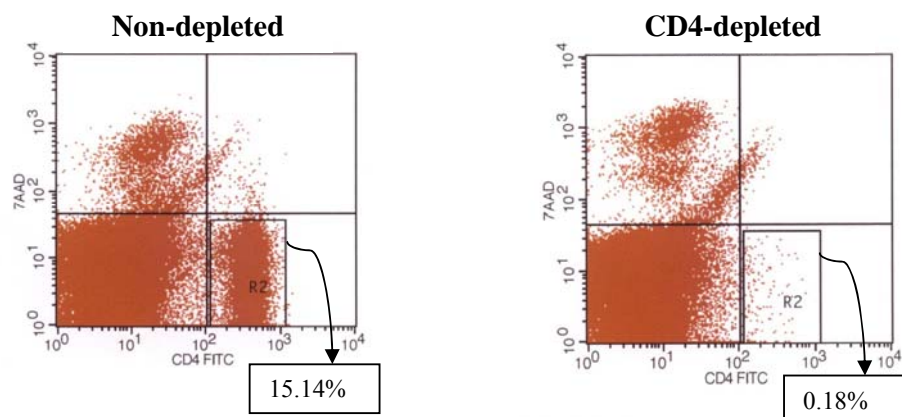 Non-depleted
10⁴
10³
10²
10¹
10⁰
7AAD
R2
10⁰ 10¹ 10² 10³ 10⁴
CD4 FITC
15.14%
CD4-depleted
10⁴
10³
10²
10¹
10⁰
7AAD
R2
10⁰ 10¹ 10² 10³ 10⁴
CD4 FITC
0.18%